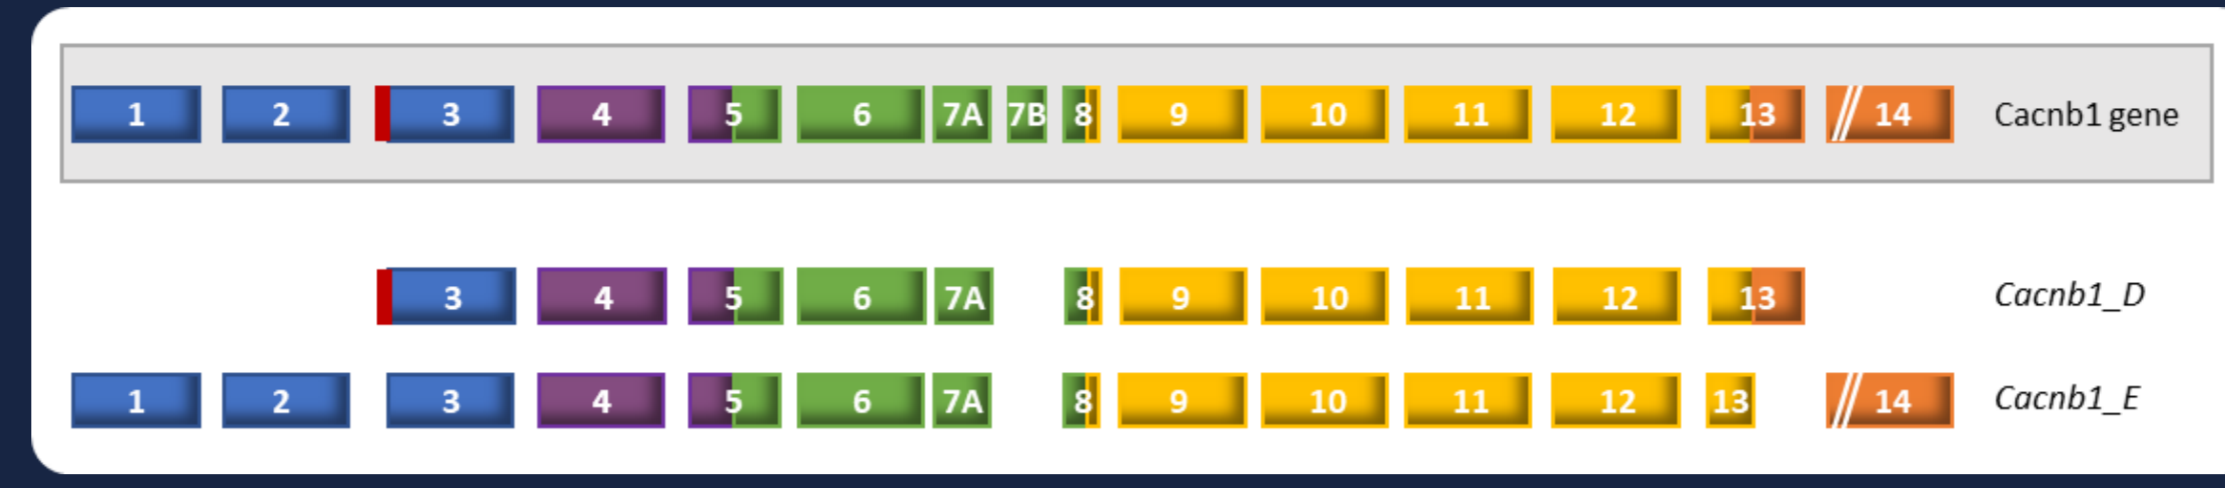 1 2 3 4 5 6 7A 7B 8 9 10 11 12 13 14 Cacnb1 gene
3 4 5 6 7A 8 9 10 11 12 13 Cacnb1_D
1 2 3 4 5 6 7A 8 9 10 11 12 13 14 Cacnb1_E